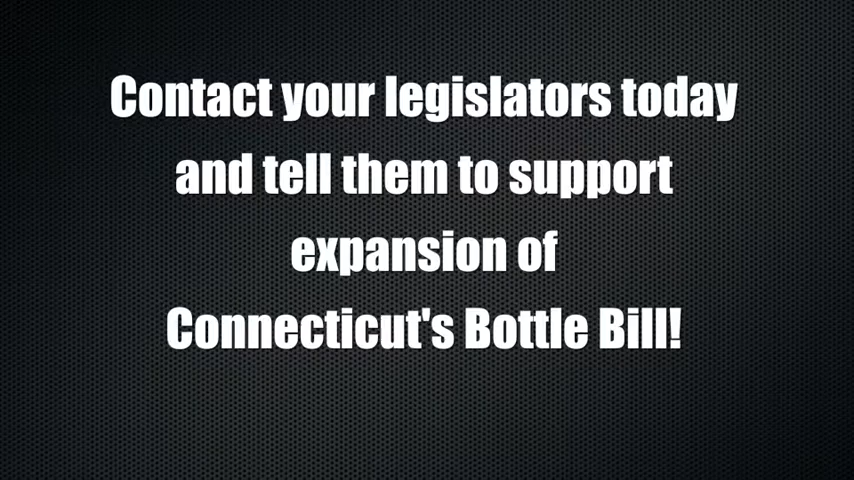 Contact your legislators today
and tell them to support
expansion of
Connecticut's Bottle Bill!